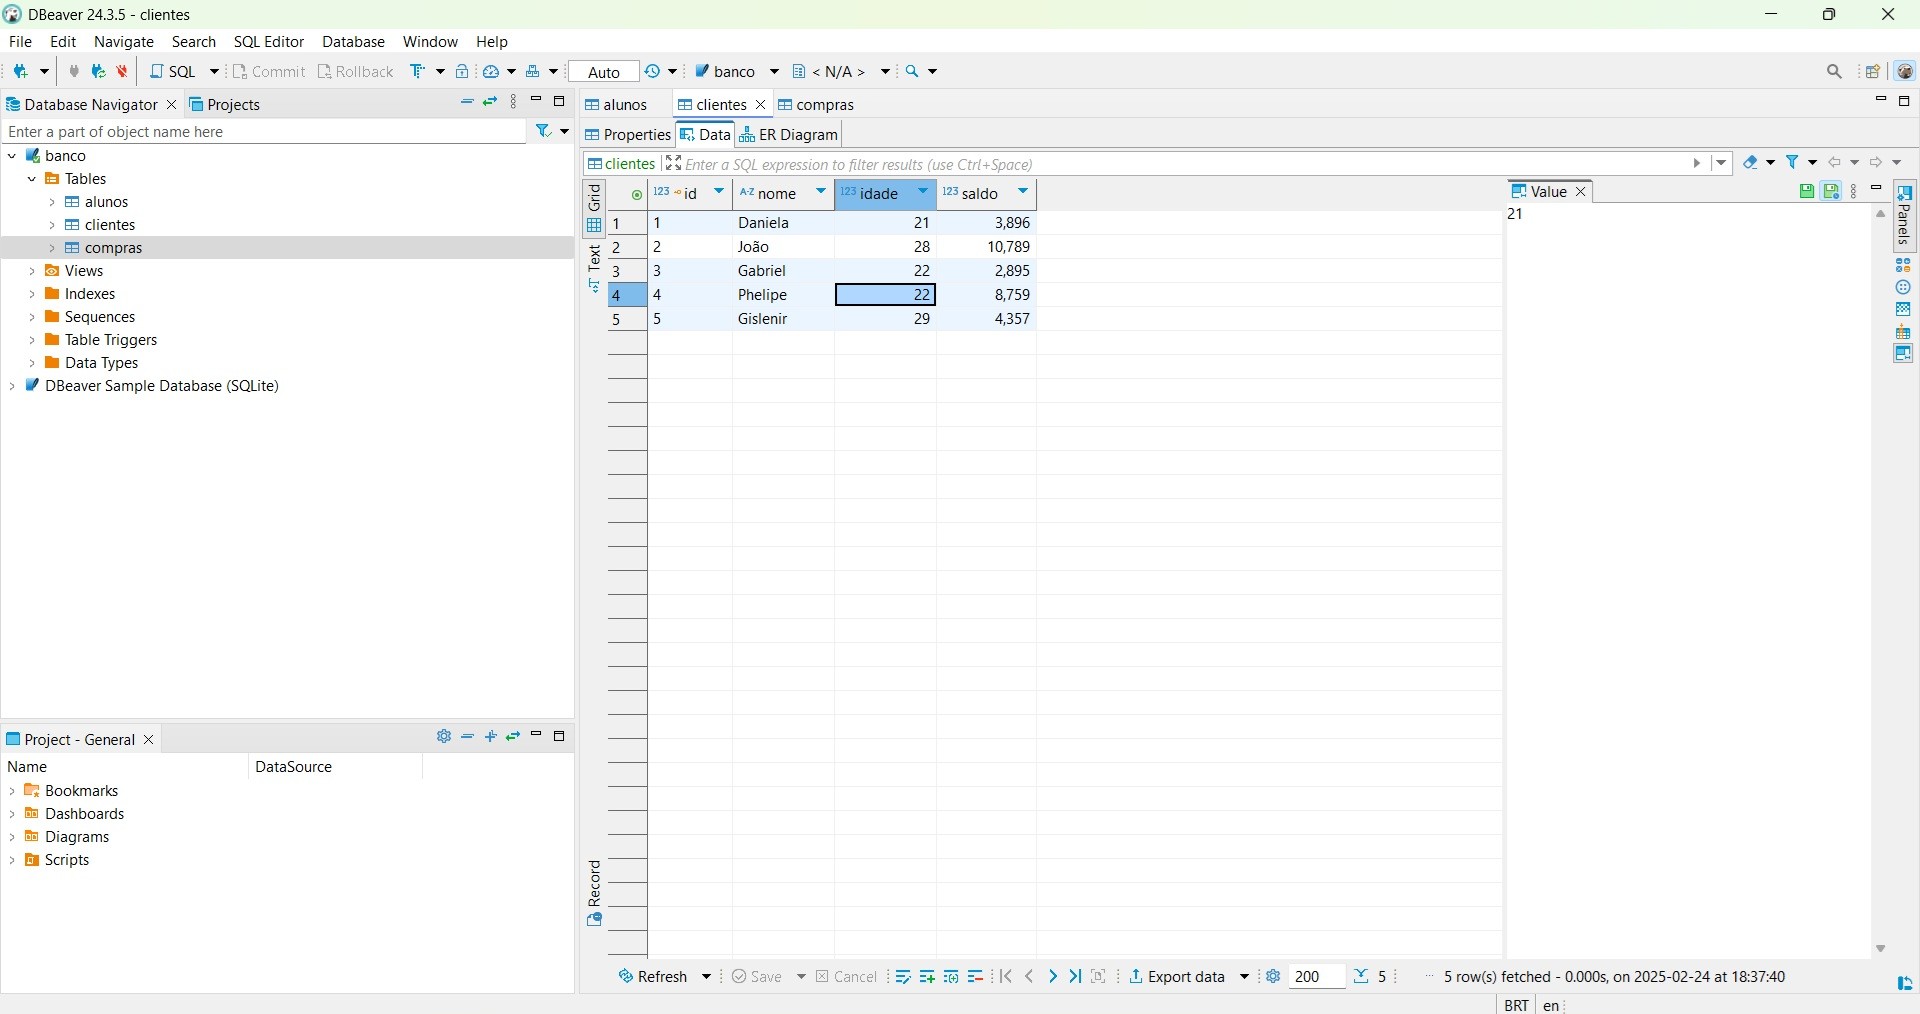 DBeaver 24.3.5 - clientes
File Edit Navigate Search SQL Editor Database Window Help
SQL Commit Rollback Auto banco < N/A >
Database Navigator Projects
Enter a part of object name here
banco
Tables
alunos
clientes
compras
Views
Indexes
Sequences
Table Triggers
Data Types
DBeaver Sample Database (SQLite)
Project - General
Name DataSource
Bookmarks
Dashboards
Diagrams
Scripts
alunos clientes compras
Properties Data ER Diagram
clientes Enter a SQL expression to filter results (use Ctrl+Space)
Grid
Text
Record
123 id A-Z nome 123 idade 123 saldo
1 1 Daniela 21 3,896
2 2 João 28 10,789
3 3 Gabriel 22 2,895
4 4 Phelipe 22 8,759
5 5 Gislenir 29 4,357
Value
21
Panels
Refresh Save Cancel Export data 200 5 ··· 5 row(s) fetched - 0.000s, on 2025-02-24 at 18:37:40
BRT en